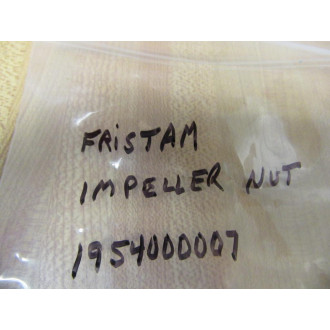 FRISTAM
IMPELLER NUT
1954000007